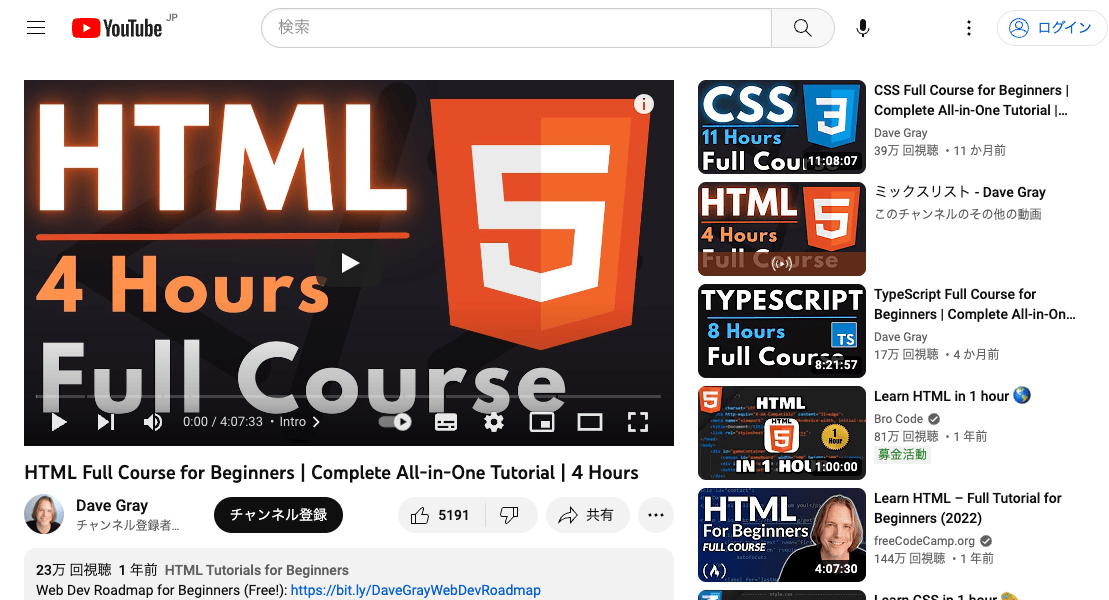 YouTube JP
検索
ログイン
HTML
4 Hours
Full Course
5
i
0:00 / 4:07:33 • Intro
HTML Full Course for Beginners | Complete All-in-One Tutorial | 4 Hours
Dave Gray
チャンネル登録者...
チャンネル登録
5191
共有
23万 回視聴 1 年前 HTML Tutorials for Beginners
Web Dev Roadmap for Beginners (Free!): https://bit.ly/DaveGrayWebDevRoadmap
CSS
11 Hours
Full Course
3
11:08:07
CSS Full Course for Beginners |
Complete All-in-One Tutorial |...
Dave Gray
39万 回視聴 • 11 か月前
HTML
4 Hours
Full Course
5
ミックスリスト - Dave Gray
このチャンネルのその他の動画
TYPESCRIPT
8 Hours
Full Course
TS
8:21:57
TypeScript Full Course for
Beginners | Complete All-in-On...
Dave Gray
17万 回視聴 • 4 か月前
5
HTML
5
1
Hour
IN 1 HOU
1:00:00
Learn HTML in 1 hour 🌎
Bro Code
81万 回視聴 • 1 年前
募金活動
HTML
For Beginners
FULL COURSE
4:07:30
Learn HTML – Full Tutorial for
Beginners (2022)
freeCodeCamp.org
144万 回視聴 • 1 年前
Learn CSS in 1 hour 🎨